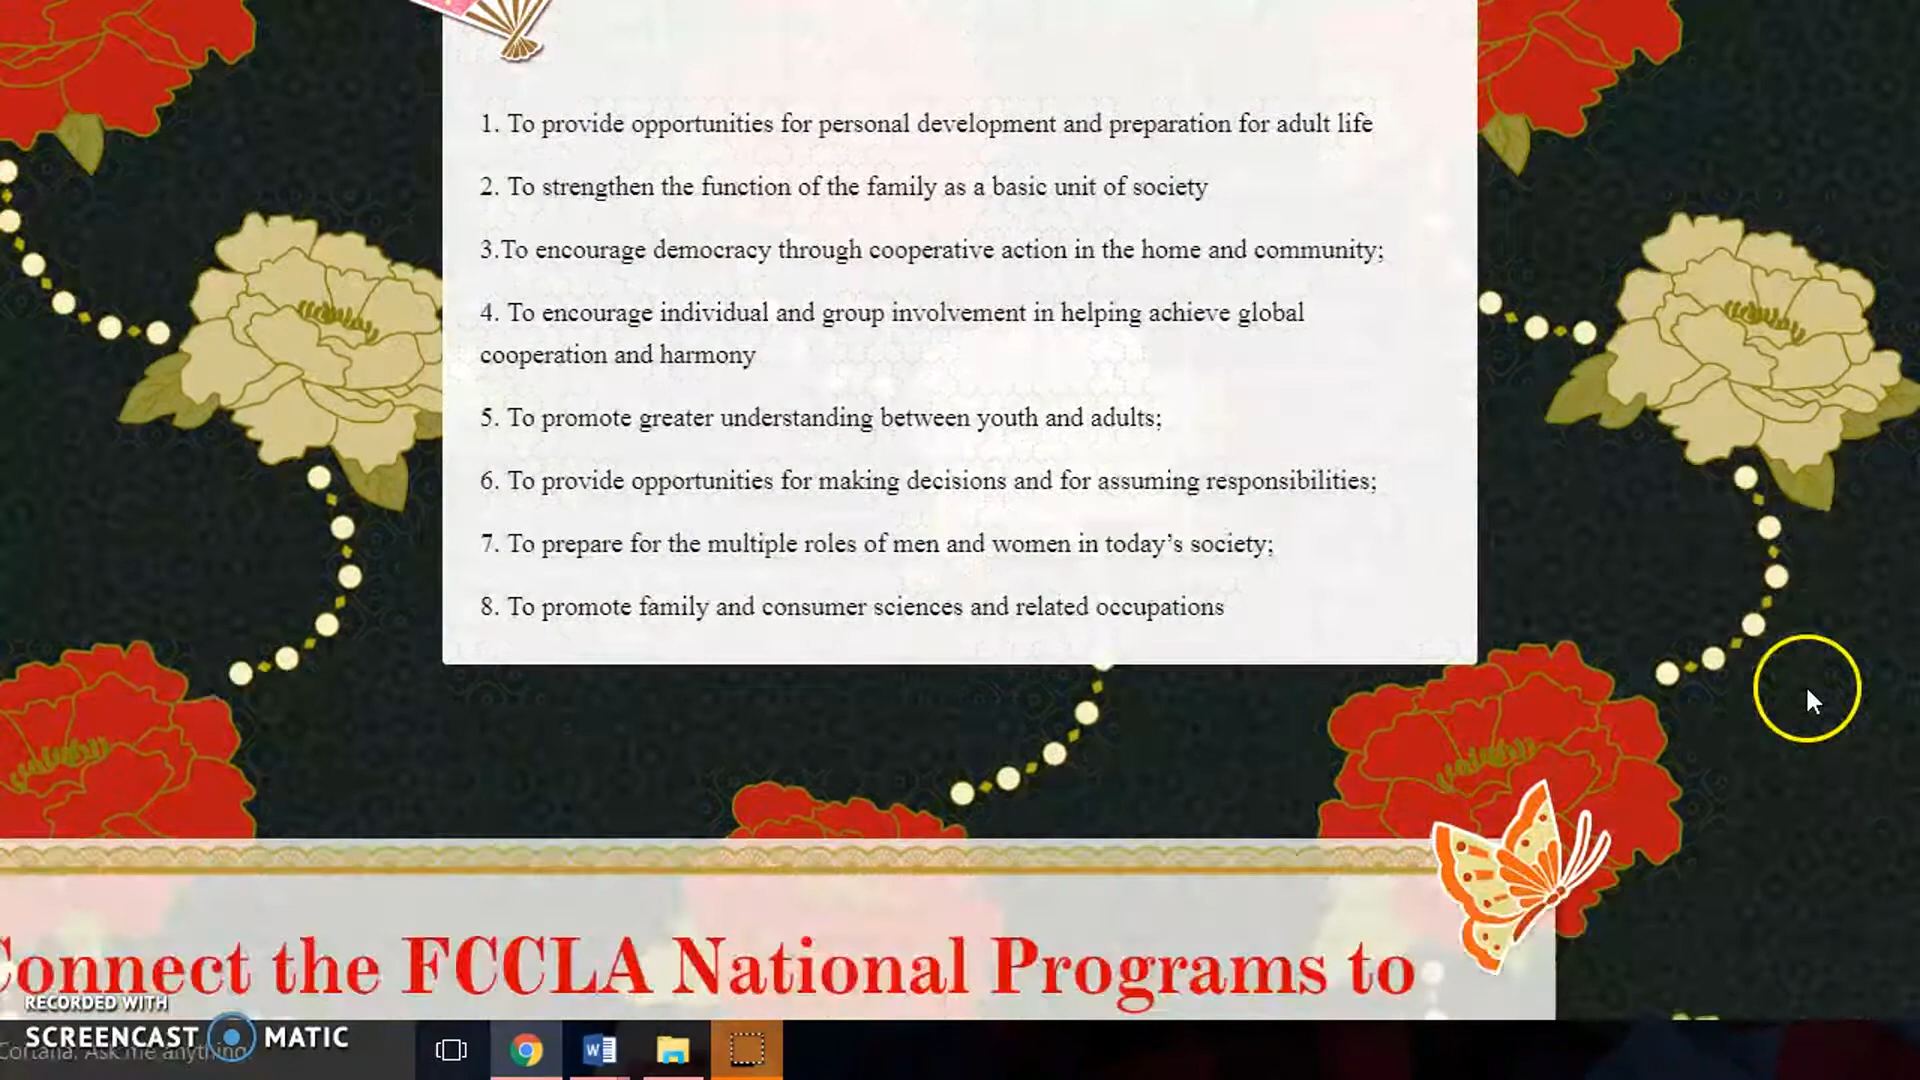 1. To provide opportunities for personal development and preparation for adult life
2. To strengthen the function of the family as a basic unit of society
3.To encourage democracy through cooperative action in the home and community;
4. To encourage individual and group involvement in helping achieve global
cooperation and harmony
5. To promote greater understanding between youth and adults;
6. To provide opportunities for making decisions and for assuming responsibilities;
7. To prepare for the multiple roles of men and women in today’s society;
8. To promote family and consumer sciences and related occupations
Connect the FCCLA National Programs to
RECORDED WITH
SCREENCAST MATIC
Cortana. Ask me anything